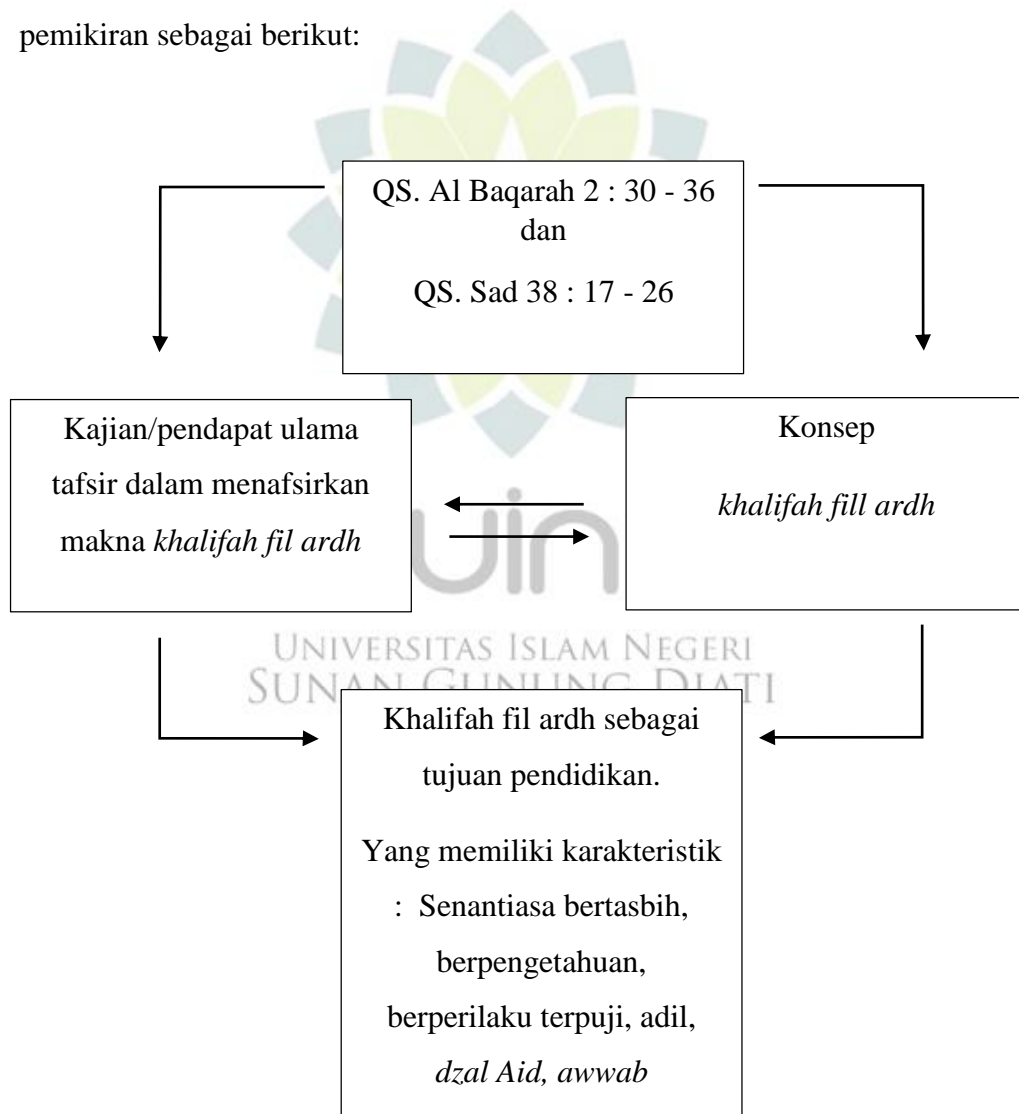 pemikiran sebagai berikut:
QS. Al Baqarah 2 : 30 - 36
dan
QS. Sad 38 : 17 - 26
Kajian/pendapat ulama
tafsir dalam menafsirkan
makna khalifah fil ardh
Konsep
khalifah fill ardh
uin
UNIVERSITAS ISLAM NEGERI
SUNAN GUNUNG DJATI
Khalifah fil ardh sebagai
tujuan pendidikan.
Yang memiliki karakteristik
: Senantiasa bertasbih,
berpengetahuan,
berperilaku terpuji, adil,
dzal Aid, awwab